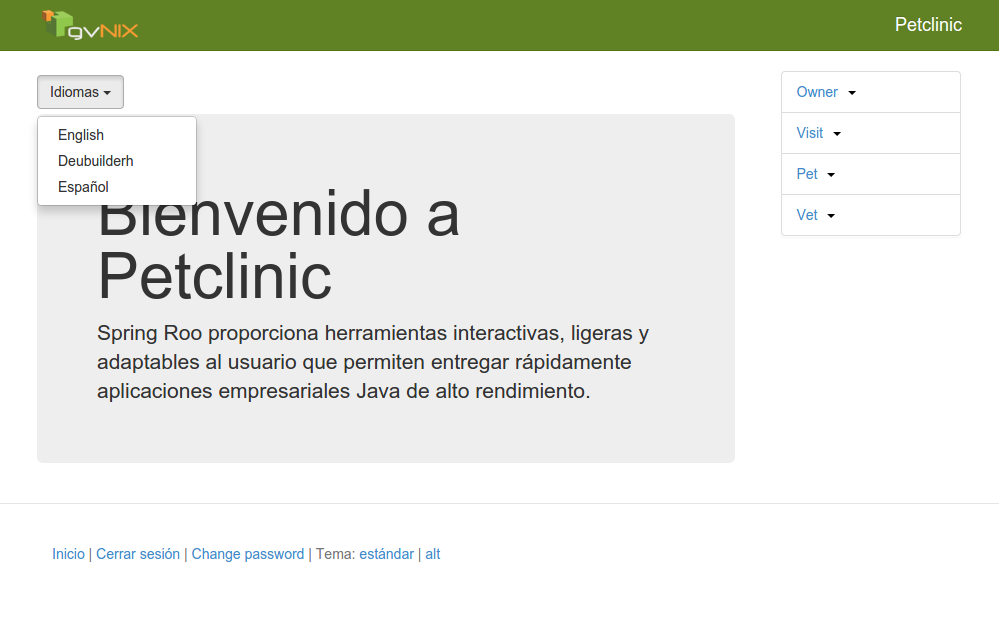 gvNIX
Petclinic
Idiomas
English
Deubuilderh
Español
Bienvenido a
Petclinic
Spring Roo proporciona herramientas interactivas, ligeras y
adaptables al usuario que permiten entregar rápidamente
aplicaciones empresariales Java de alto rendimiento.
Owner
Visit
Pet
Vet
Inicio | Cerrar sesión | Change password | Tema: estándar | alt